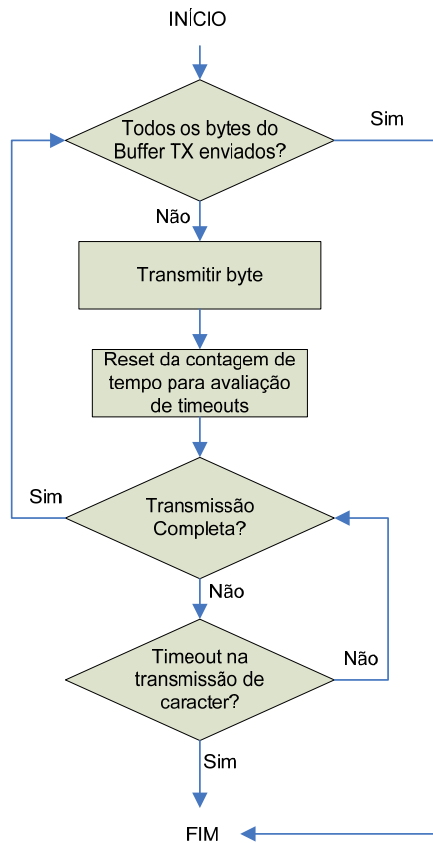 INÍCIO
Todos os bytes do
Buffer TX enviados?
Sim
Não
Transmitir byte
Reset da contagem de
tempo para avaliação
de timeouts
Sim
Transmissão
Completa?
Não
Timeout na
transmissão de
caracter?
Não
Sim
FIM